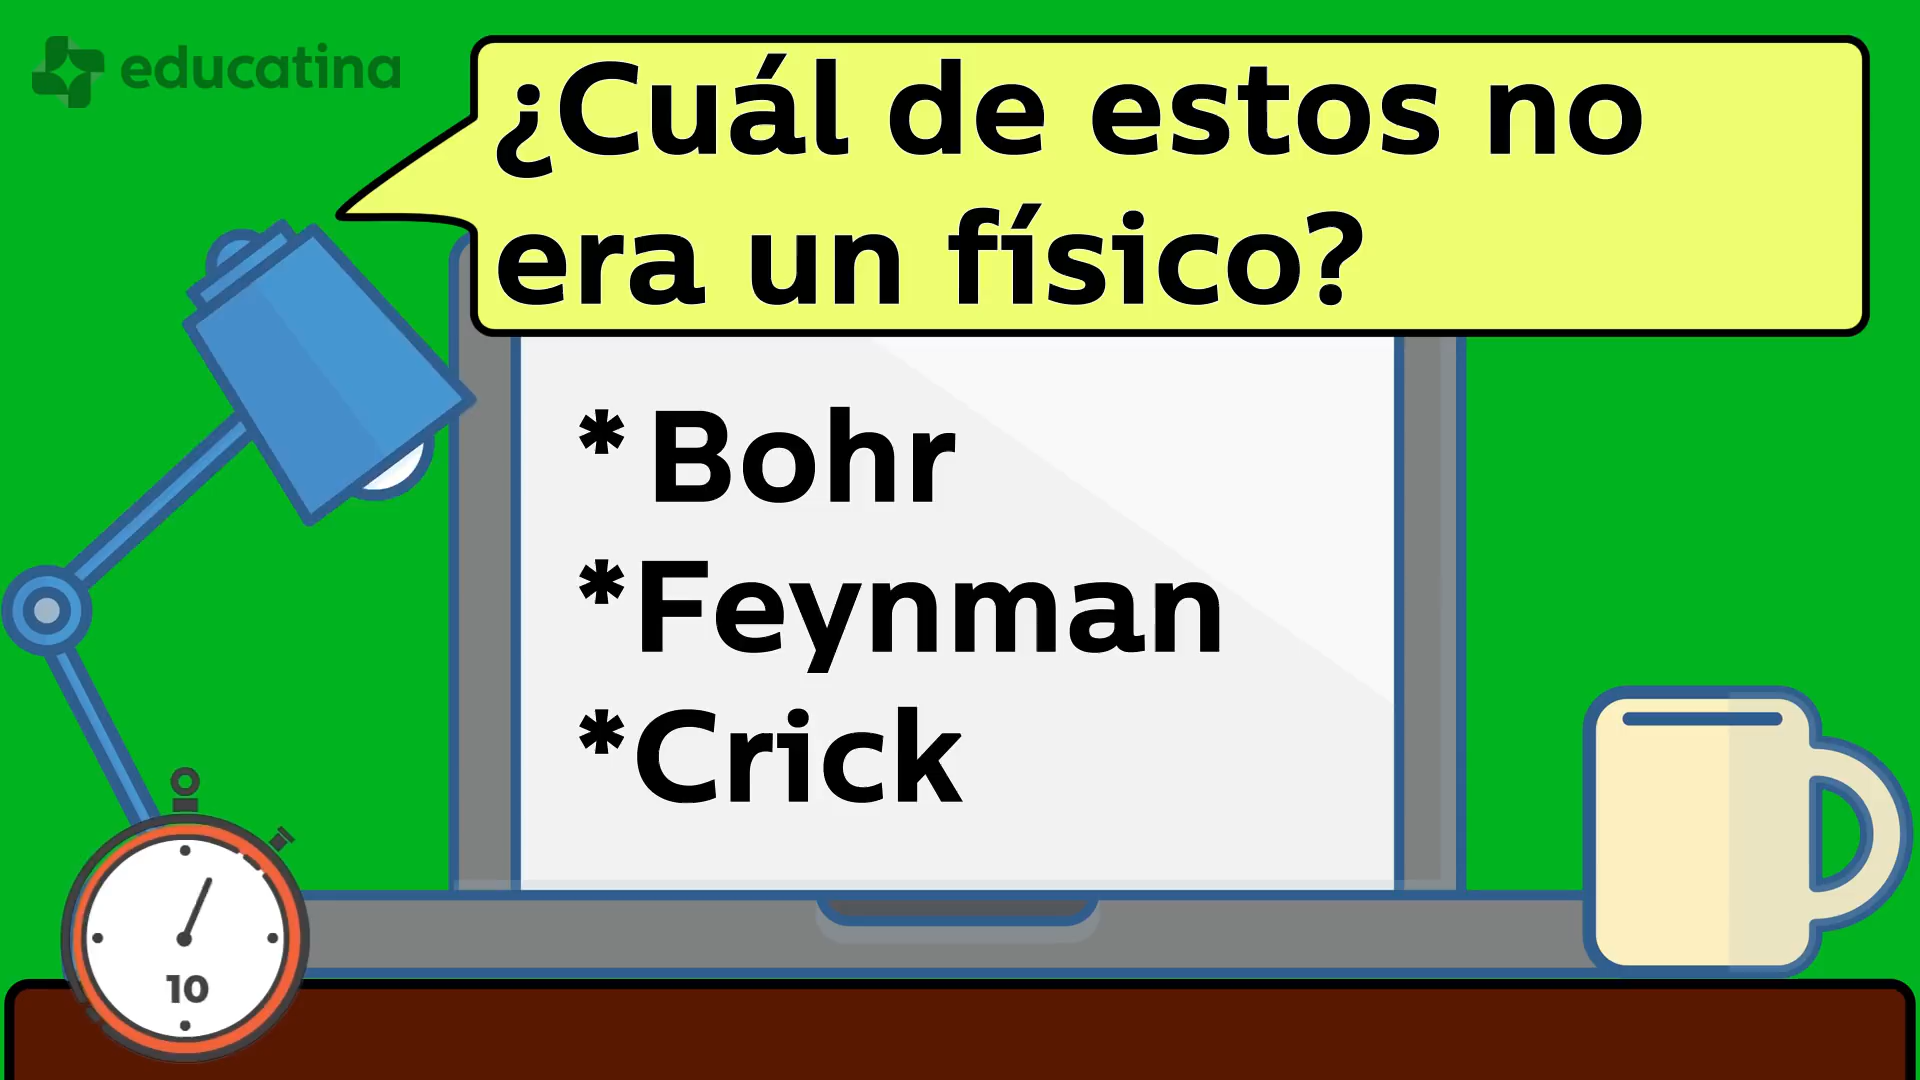 educatina
¿Cuál de estos no
era un físico?
* Bohr
*Feynman
*Crick
10